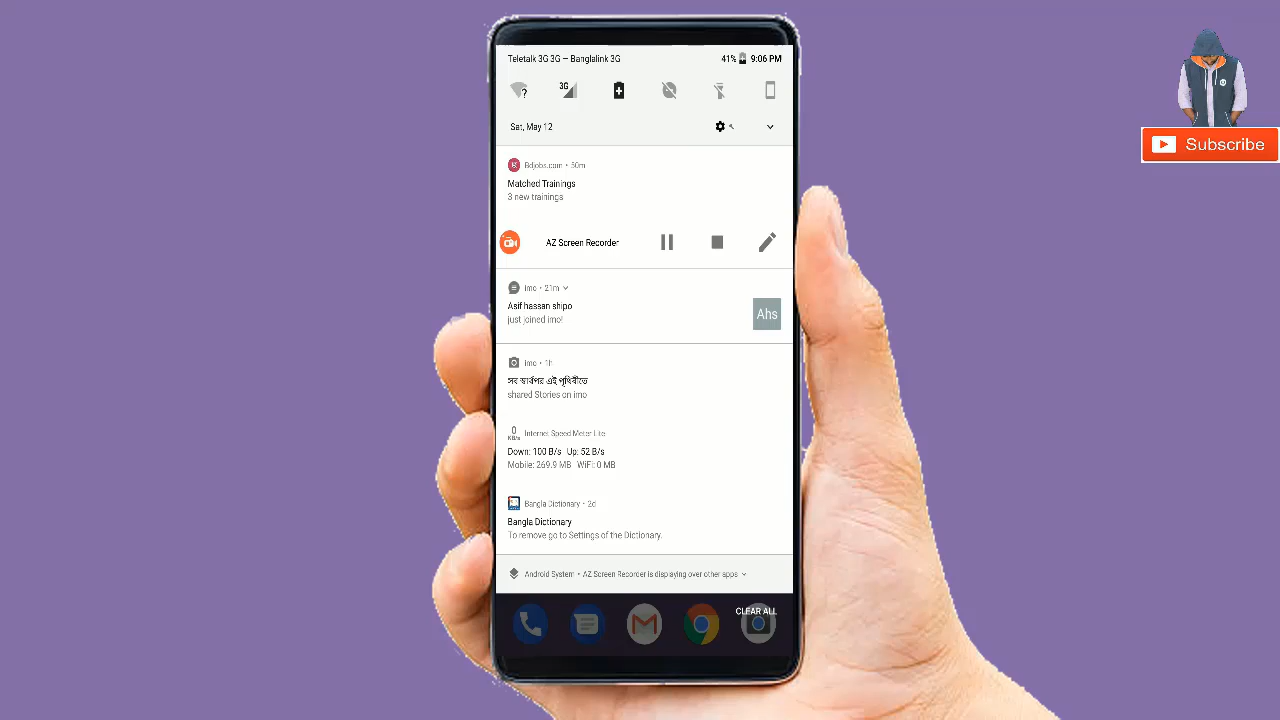 Teletalk 3G 3G — Banglalink 3G 41% 9:06 PM
3G
Sat, May 12
Bdjobs.com • 50m
Matched Trainings
3 new trainings
AZ Screen Recorder
imo • 21m
Asif hassan shipo
just joined imo!
Ahs
imo • 1h
সব স্বার্থপর এই পৃথিবীতে
shared Stories on imo
0
KB/s
Internet Speed Meter Lite
Down: 100 B/s Up: 52 B/s
Mobile: 269.9 MB WiFi: 0 MB
Bangla Dictionary • 2d
Bangla Dictionary
To remove go to Settings of the Dictionary.
Android System • AZ Screen Recorder is displaying over other apps
CLEAR ALL
Subscribe